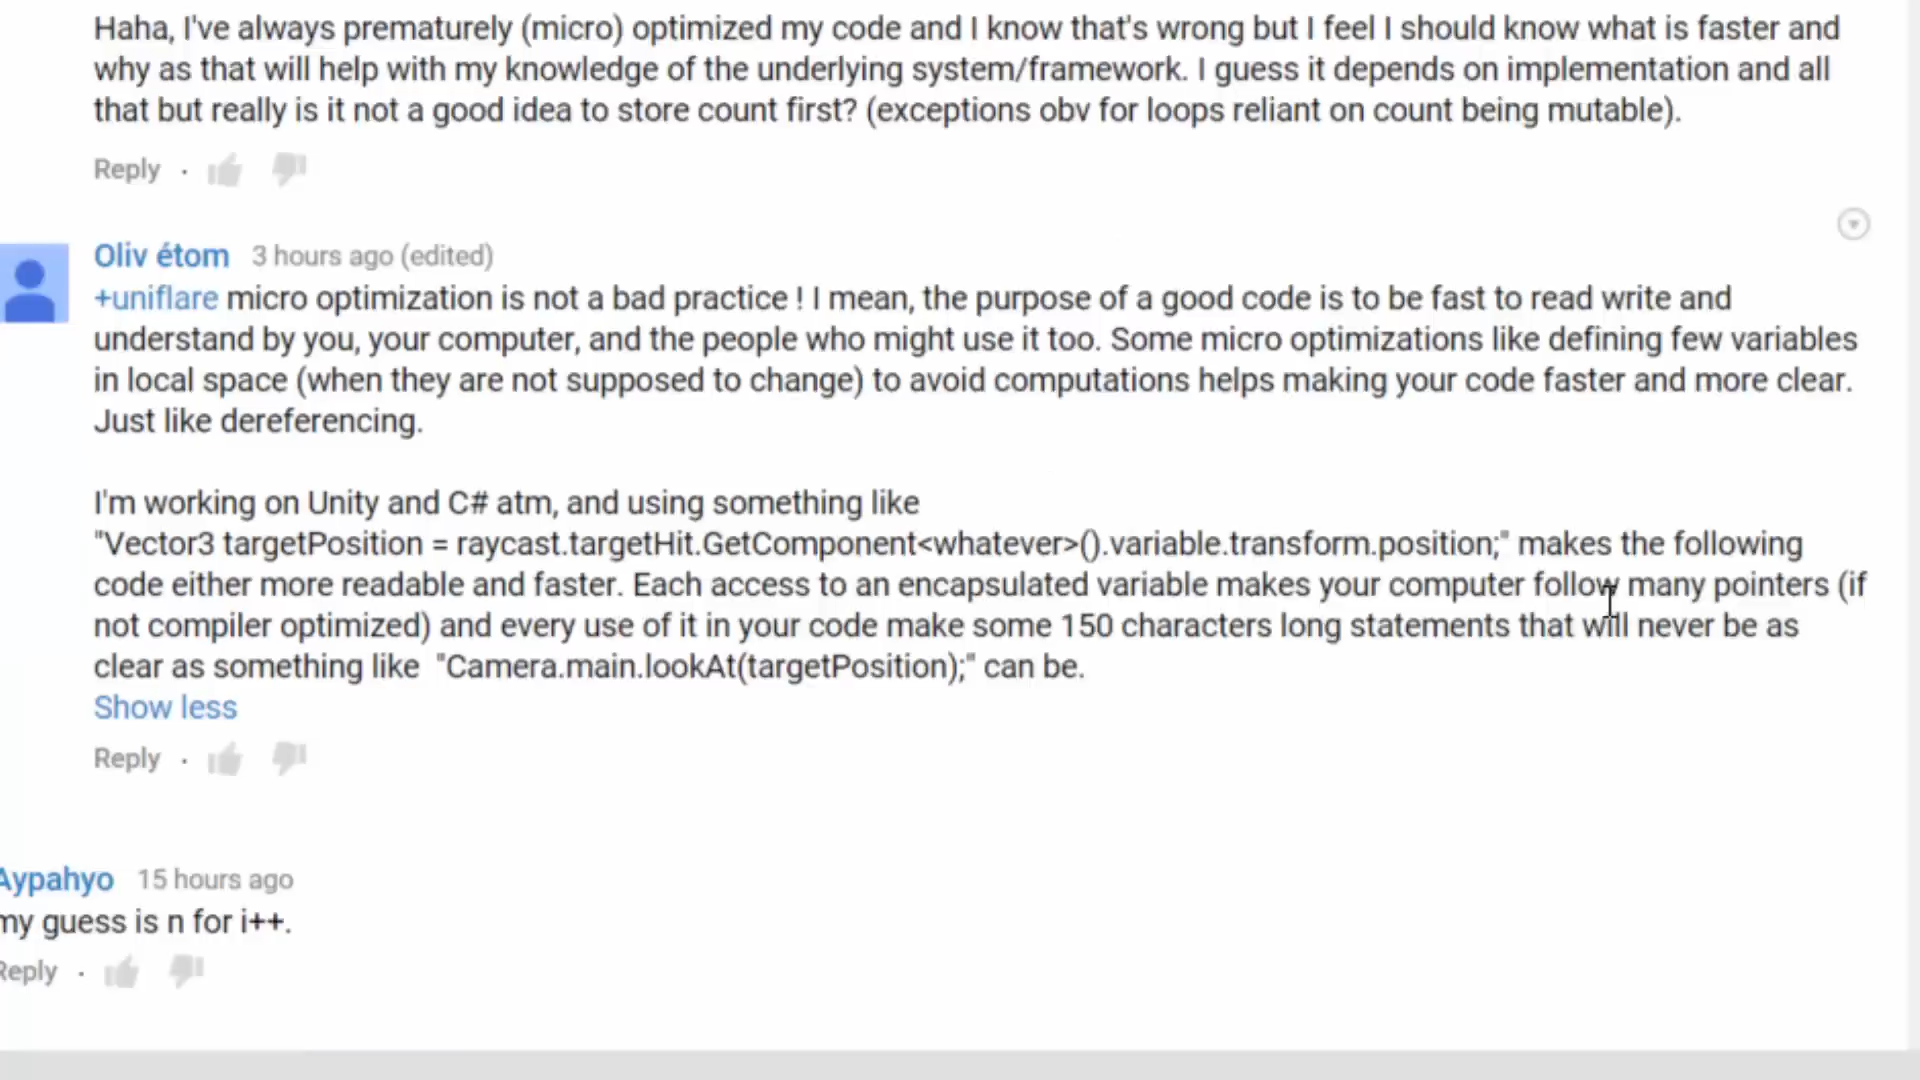 Haha, I've always prematurely (micro) optimized my code and I know that's wrong but I feel I should know what is faster and
why as that will help with my knowledge of the underlying system/framework. I guess it depends on implementation and all
that but really is it not a good idea to store count first? (exceptions obv for loops reliant on count being mutable).
Reply ·
Oliv étom 3 hours ago (edited)
+uniflare micro optimization is not a bad practice ! I mean, the purpose of a good code is to be fast to read write and
understand by you, your computer, and the people who might use it too. Some micro optimizations like defining few variables
in local space (when they are not supposed to change) to avoid computations helps making your code faster and more clear.
Just like dereferencing.
I'm working on Unity and C# atm, and using something like
"Vector3 targetPosition = raycast.targetHit.GetComponent<whatever>().variable.transform.position;" makes the following
code either more readable and faster. Each access to an encapsulated variable makes your computer follow many pointers (if
not compiler optimized) and every use of it in your code make some 150 characters long statements that will never be as
clear as something like "Camera.main.lookAt(targetPosition);" can be.
Show less
Reply ·
Aypahyo 15 hours ago
my guess is n for i++.
Reply ·